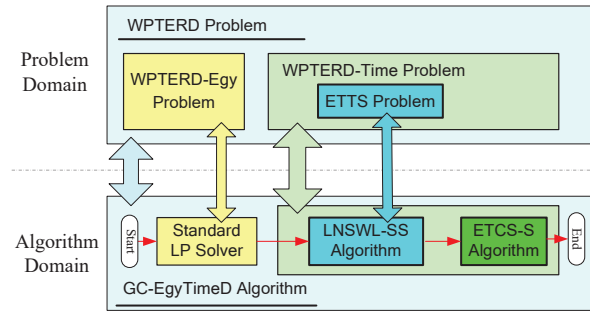 WPTERD Problem
Problem
Domain
WPTERD-Egy
Problem
WPTERD-Time Problem
ETTS Problem
Algorithm
Domain
Start
Standard
LP Solver
LNSWL-SS
Algorithm
ETCS-S
Algorithm
End
GC-EgyTimeD Algorithm